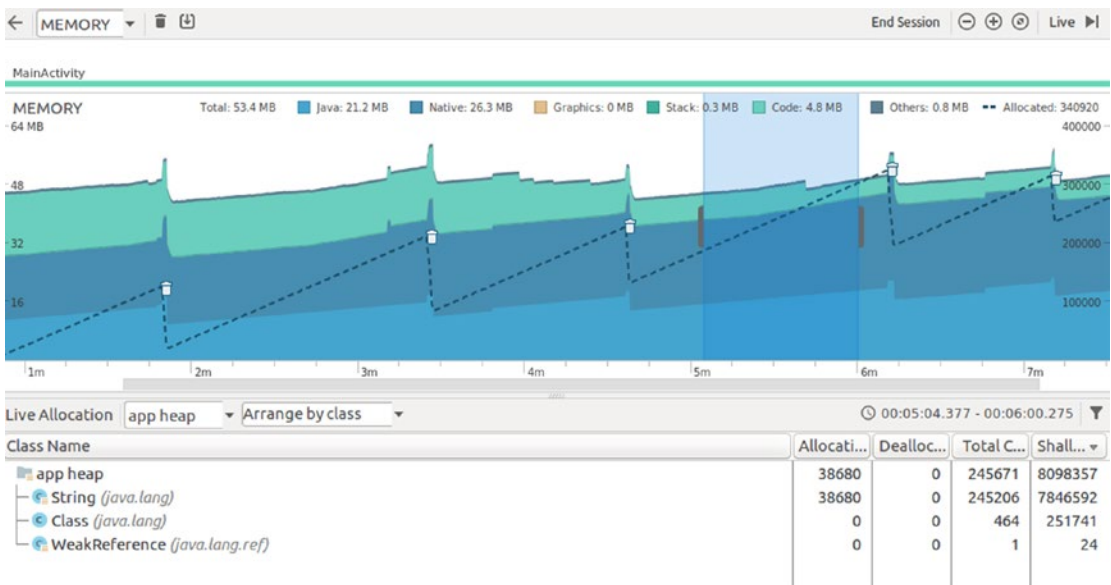 MEMORY End Session Live
MainActivity
MEMORY Total: 53.4 MB Java: 21.2 MB Native: 26.3 MB Graphics: 0 MB Stack: 0.3 MB Code: 4.8 MB Others: 0.8 MB Allocated: 340920
64 MB 400000
48 300000
32 200000
16 100000
1m 2m 3m 4m 5m 6m 7m
Live Allocation app heap Arrange by class 00:05:04.377 - 00:06:00.275
Class Name Allocati... Dealloc... Total C... Shall...
app heap 38680 0 245671 8098357
String (java.lang) 38680 0 245206 7846592
Class (java.lang) 0 0 464 251741
WeakReference (java.lang.ref) 0 0 1 24